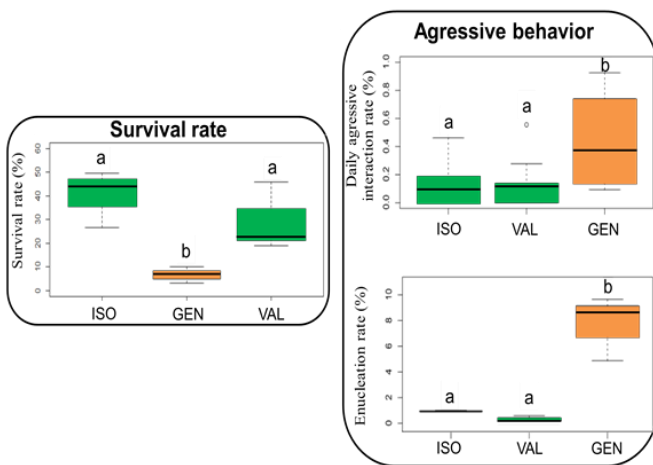 Survival rate
Survival rate (%)
60
50
40
30
20
10
0
a
b
a
ISO
GEN
VAL
Agressive behavior
Daily agressive
interaction rate (%)
1.0
0.8
0.6
0.4
0.2
0.0
a
a
b
ISO
VAL
GEN
Enucleation rate (%)
10
8
6
4
2
0
a
a
b
ISO
VAL
GEN